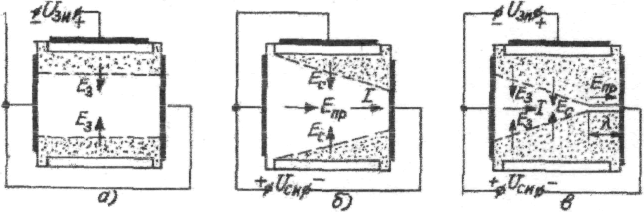 − U_ЗИ +
E_З
E_З
а)
E_С
E_пр I
E_С
+ U_СИ −
б)
− U_ЗИ +
E_З E_С E_пр
I λ
E_З
+ U_СИ −
в